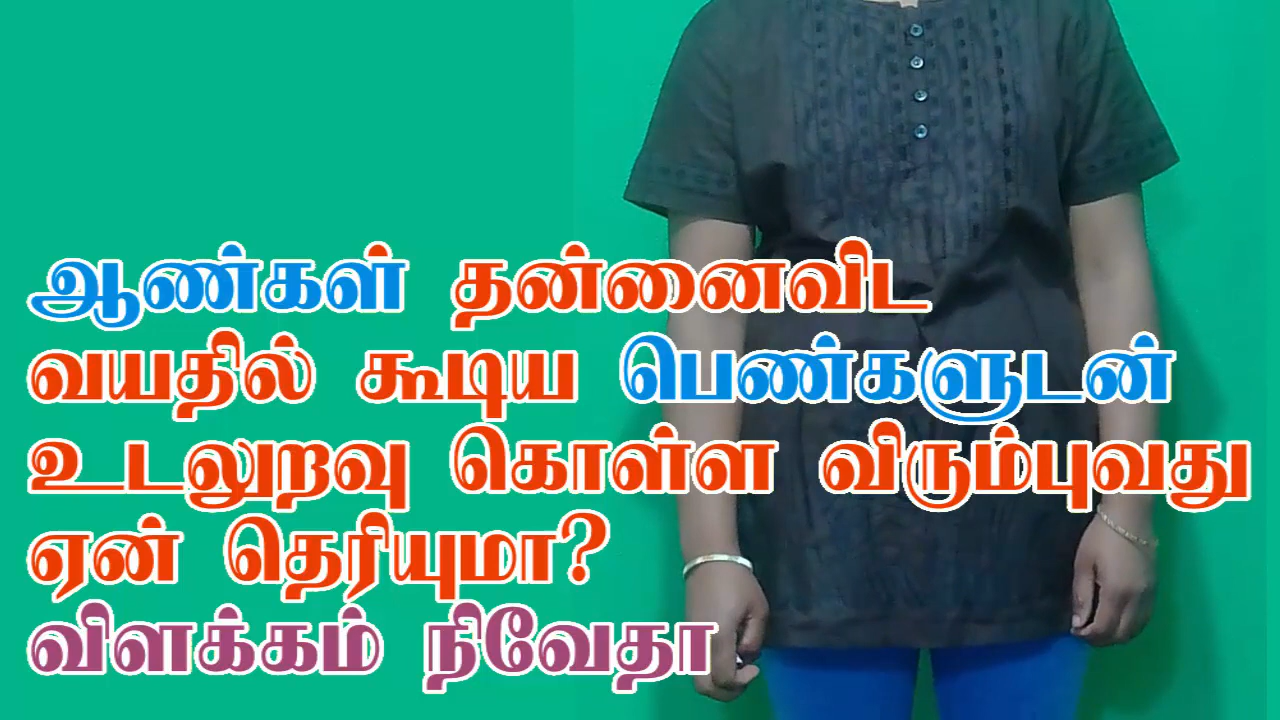 ஆண்கள் தன்னைவிட
வயதில் கூடிய பெண்களுடன்
உடலுறவு கொள்ள விரும்புவது
ஏன் தெரியுமா?
விளக்கம் நிவேதா